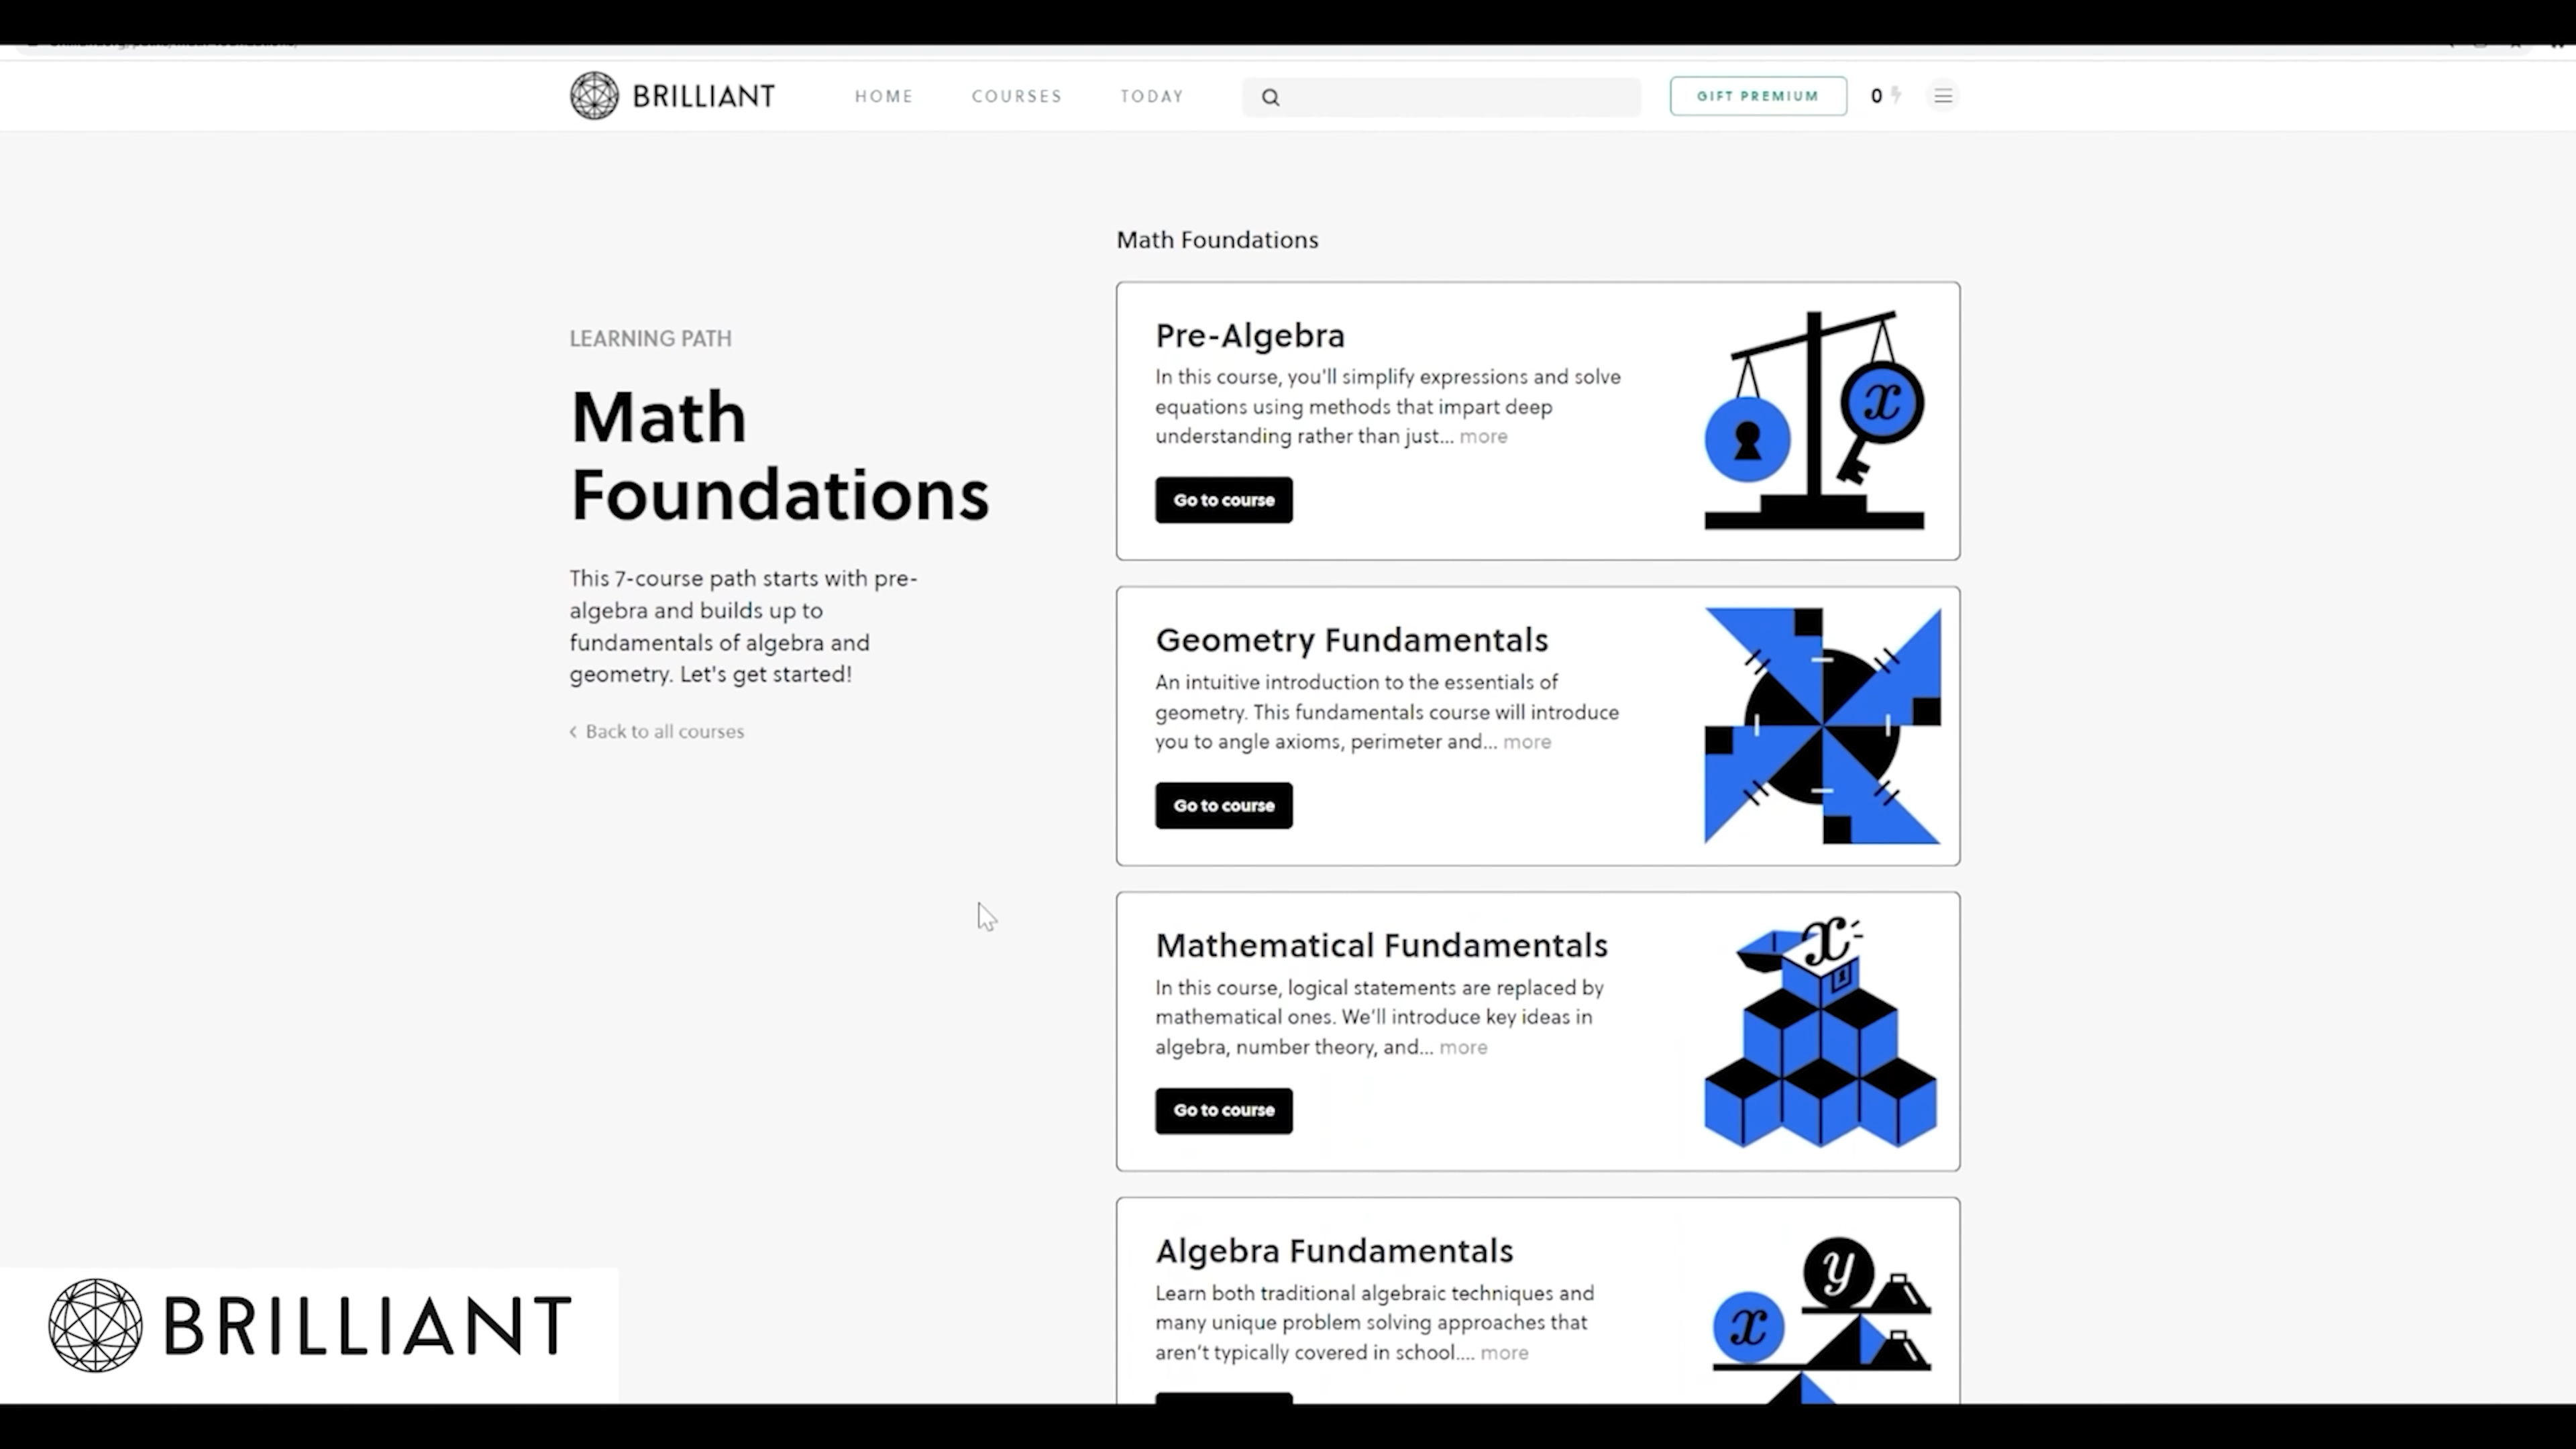 BRILLIANT
HOME
COURSES
TODAY
GIFT PREMIUM
0
LEARNING PATH
Math
Foundations
This 7-course path starts with pre-
algebra and builds up to
fundamentals of algebra and
geometry. Let's get started!
< Back to all courses
Math Foundations
Pre-Algebra
In this course, you'll simplify expressions and solve
equations using methods that impart deep
understanding rather than just... more
Go to course
x
Geometry Fundamentals
An intuitive introduction to the essentials of
geometry. This fundamentals course will introduce
you to angle axioms, perimeter and... more
Go to course
Mathematical Fundamentals
In this course, logical statements are replaced by
mathematical ones. We'll introduce key ideas in
algebra, number theory, and... more
Go to course
x
Algebra Fundamentals
Learn both traditional algebraic techniques and
many unique problem solving approaches that
aren't typically covered in school.... more
y
x
BRILLIANT